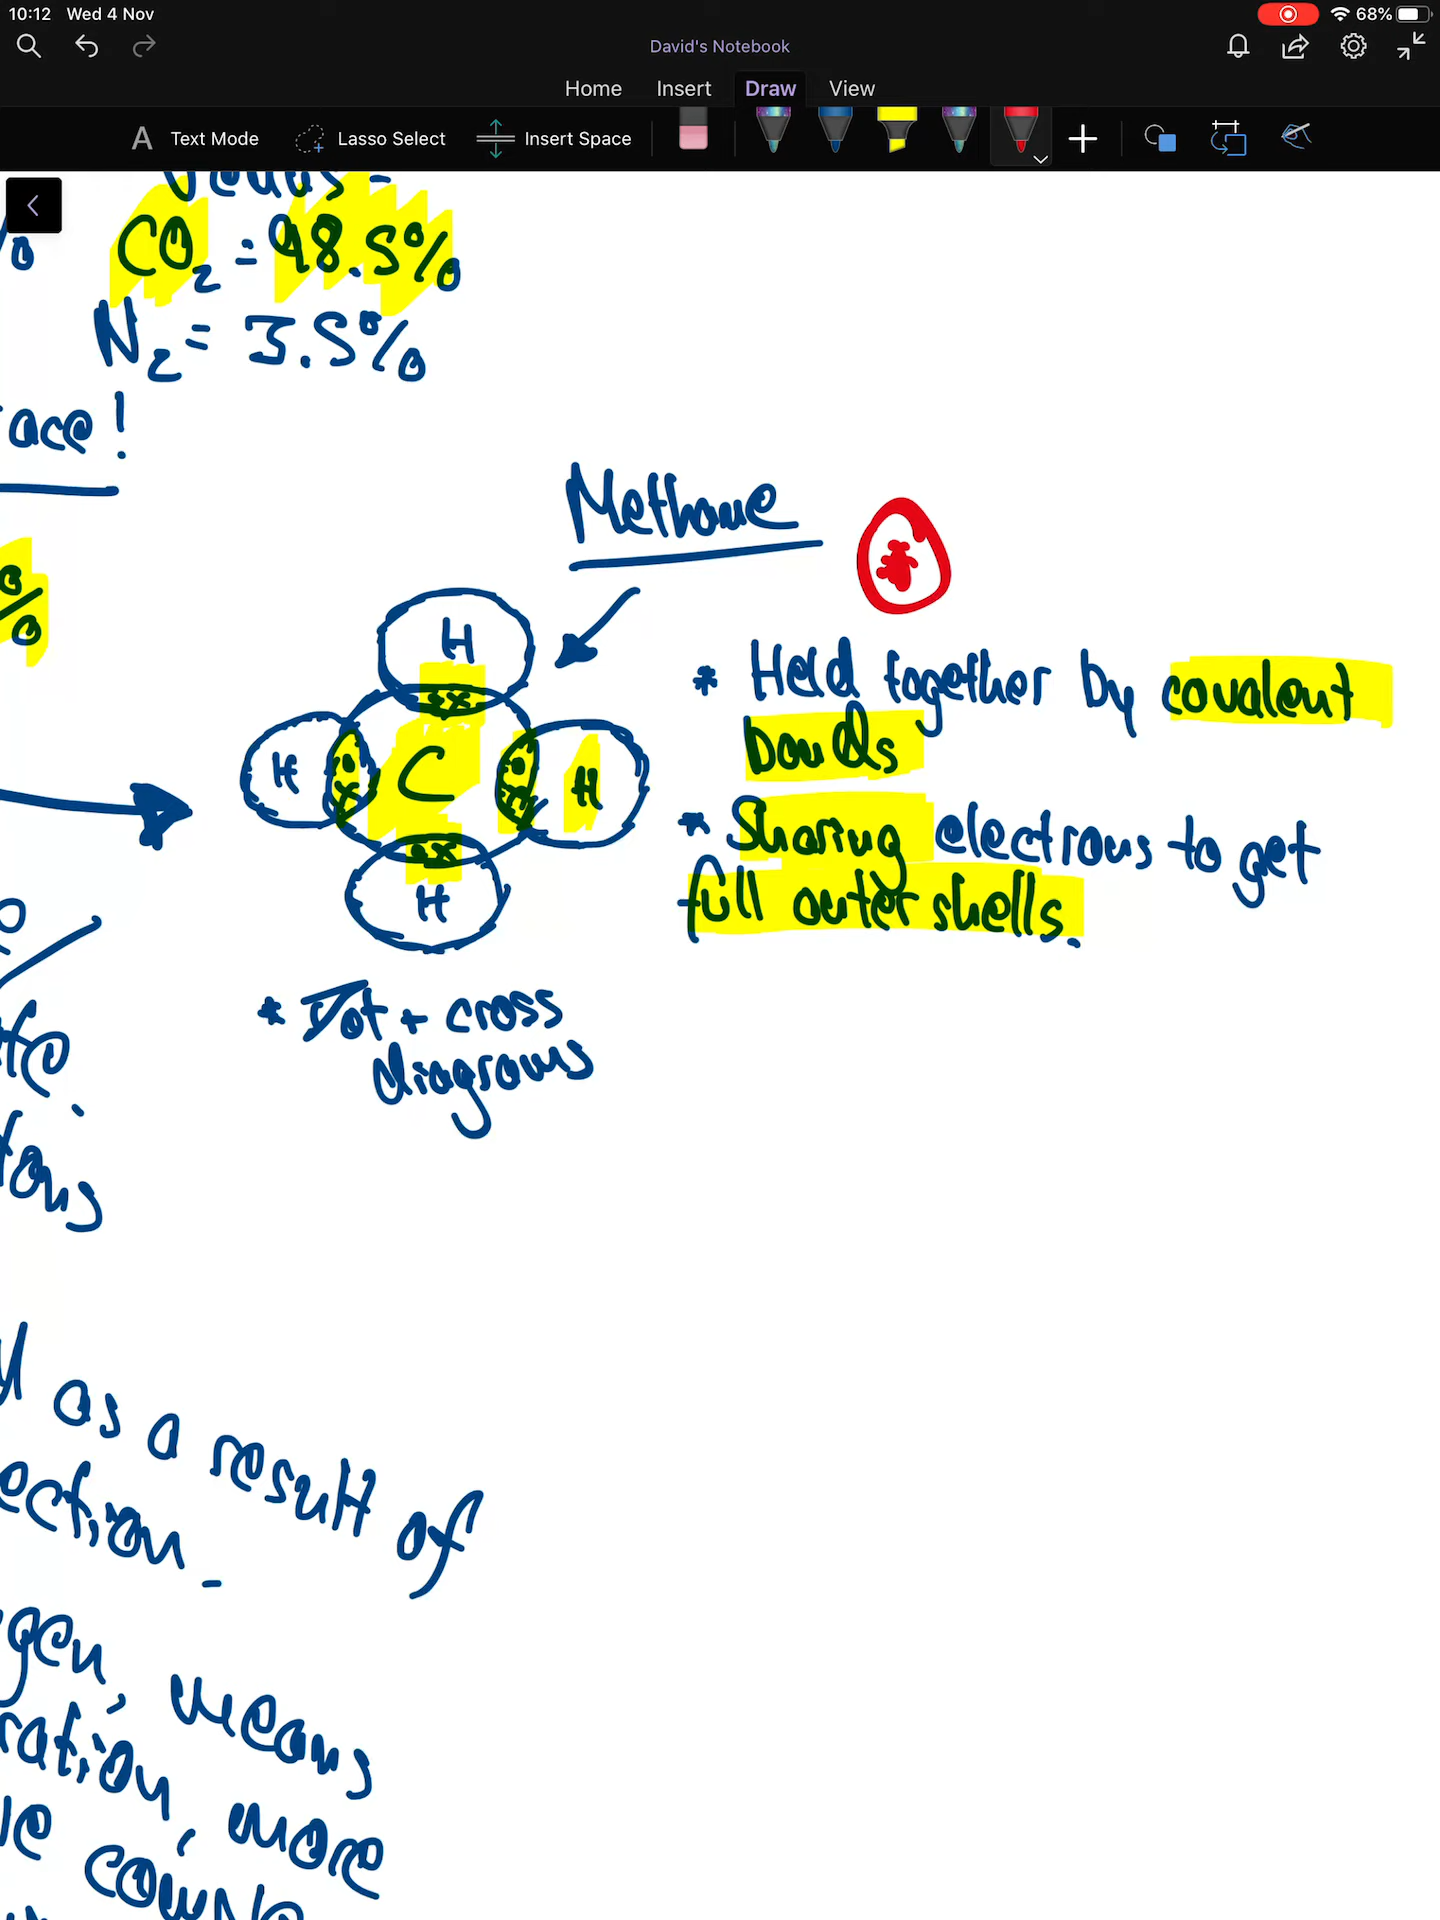 10:12 Wed 4 Nov 68%
David's Notebook
Home Insert Draw View
Text Mode Lasso Select Insert Space
Venus =
% CO2 = 98.5%
N2 = 3.5%
ace!
Methane
%
H
* Held together by covalent
bonds
H C H
* Sharing electrons to get
full outer shells.
H
* Dot + cross
diagrams
as a result of
ection.
gen, means
ration, more